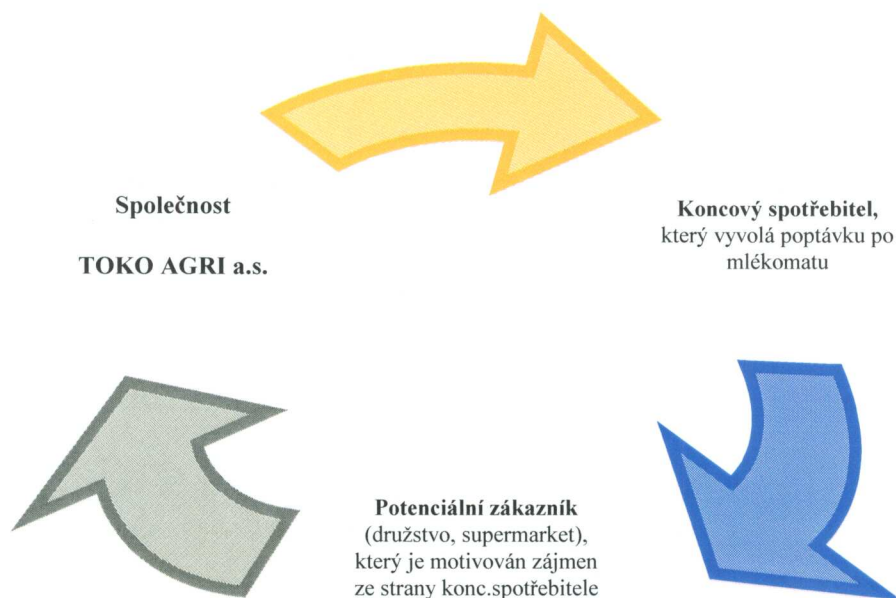 Společnost
TOKO AGRI a.s.
Koncový spotřebitel,
který vyvolá poptávku po
mlékomatu
Potenciální zákazník
(družstvo, supermarket),
který je motivován zájmen
ze strany konc.spotřebitele